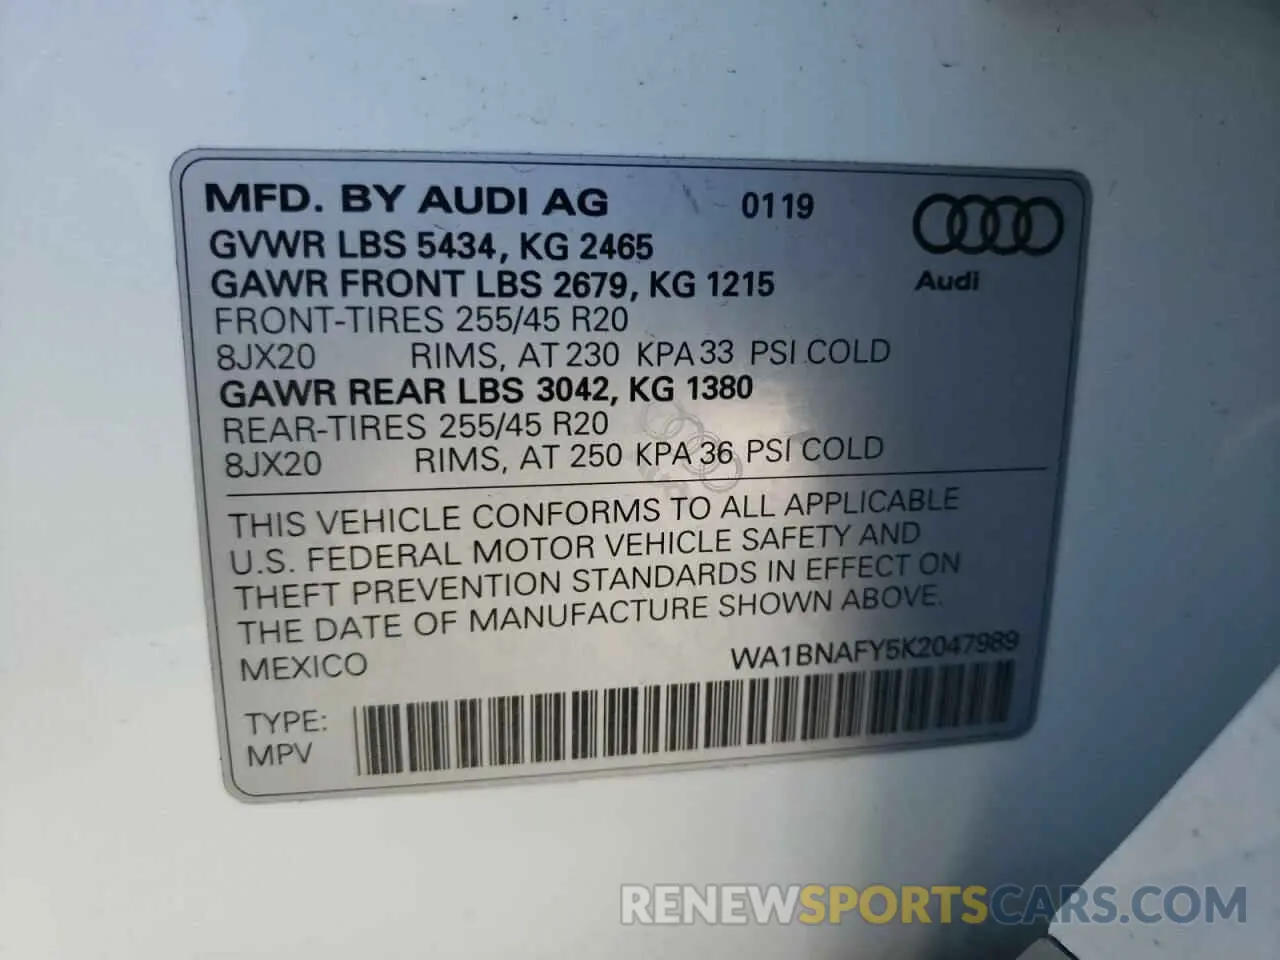 MFD. BY AUDI AG 0119
GVWR LBS 5434, KG 2465
GAWR FRONT LBS 2679, KG 1215
Audi
FRONT-TIRES 255/45 R20
8JX20 RIMS, AT 230 KPA 33 PSI COLD
GAWR REAR LBS 3042, KG 1380
REAR-TIRES 255/45 R20
8JX20 RIMS, AT 250 KPA 36 PSI COLD
THIS VEHICLE CONFORMS TO ALL APPLICABLE
U.S. FEDERAL MOTOR VEHICLE SAFETY AND
THEFT PREVENTION STANDARDS IN EFFECT ON
THE DATE OF MANUFACTURE SHOWN ABOVE.
MEXICO WA1BNAFY5K2047989
TYPE:
MPV
RENEWSPORTSCARS.COM